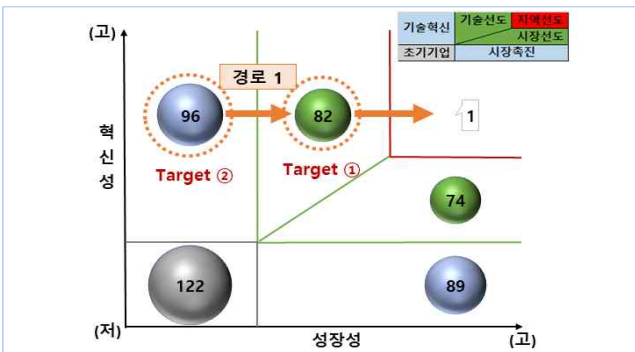 (고)
기술혁신
기술선도
지역선도
시장선도
초기기업
시장촉진
경로 1
96
82
1
혁신성
Target ②
Target ①
74
122
89
(저)
성장성
(고)